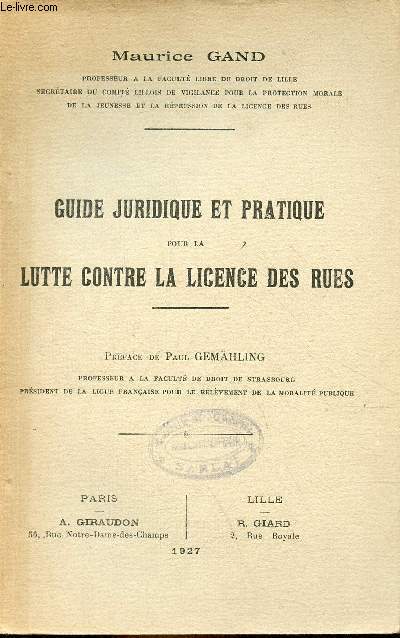 Le-livre.com
Maurice GAND
PROFESSEUR A LA FACULTÉ LIBRE DE DROIT DE LILLE
SECRÉTAIRE DU COMITÉ LILLOIS DE VIGILANCE POUR LA PROTECTION MORALE
DE LA JEUNESSE ET LA RÉPRESSION DE LA LICENCE DES RUES
GUIDE JURIDIQUE ET PRATIQUE
POUR LA
LUTTE CONTRE LA LICENCE DES RUES
PRÉFACE DE PAUL GEMÄHLING
PROFESSEUR A LA FACULTÉ DE DROIT DE STRASBOURG
PRÉSIDENT DE LA LIGUE FRANÇAISE POUR LE RELÈVEMENT DE LA MORALITÉ PUBLIQUE
SARLAT
PARIS
A. GIRAUDON
56, Rue Notre-Dame-des-Champs
LILLE
R. GIARD
2, Rue Royale
1927